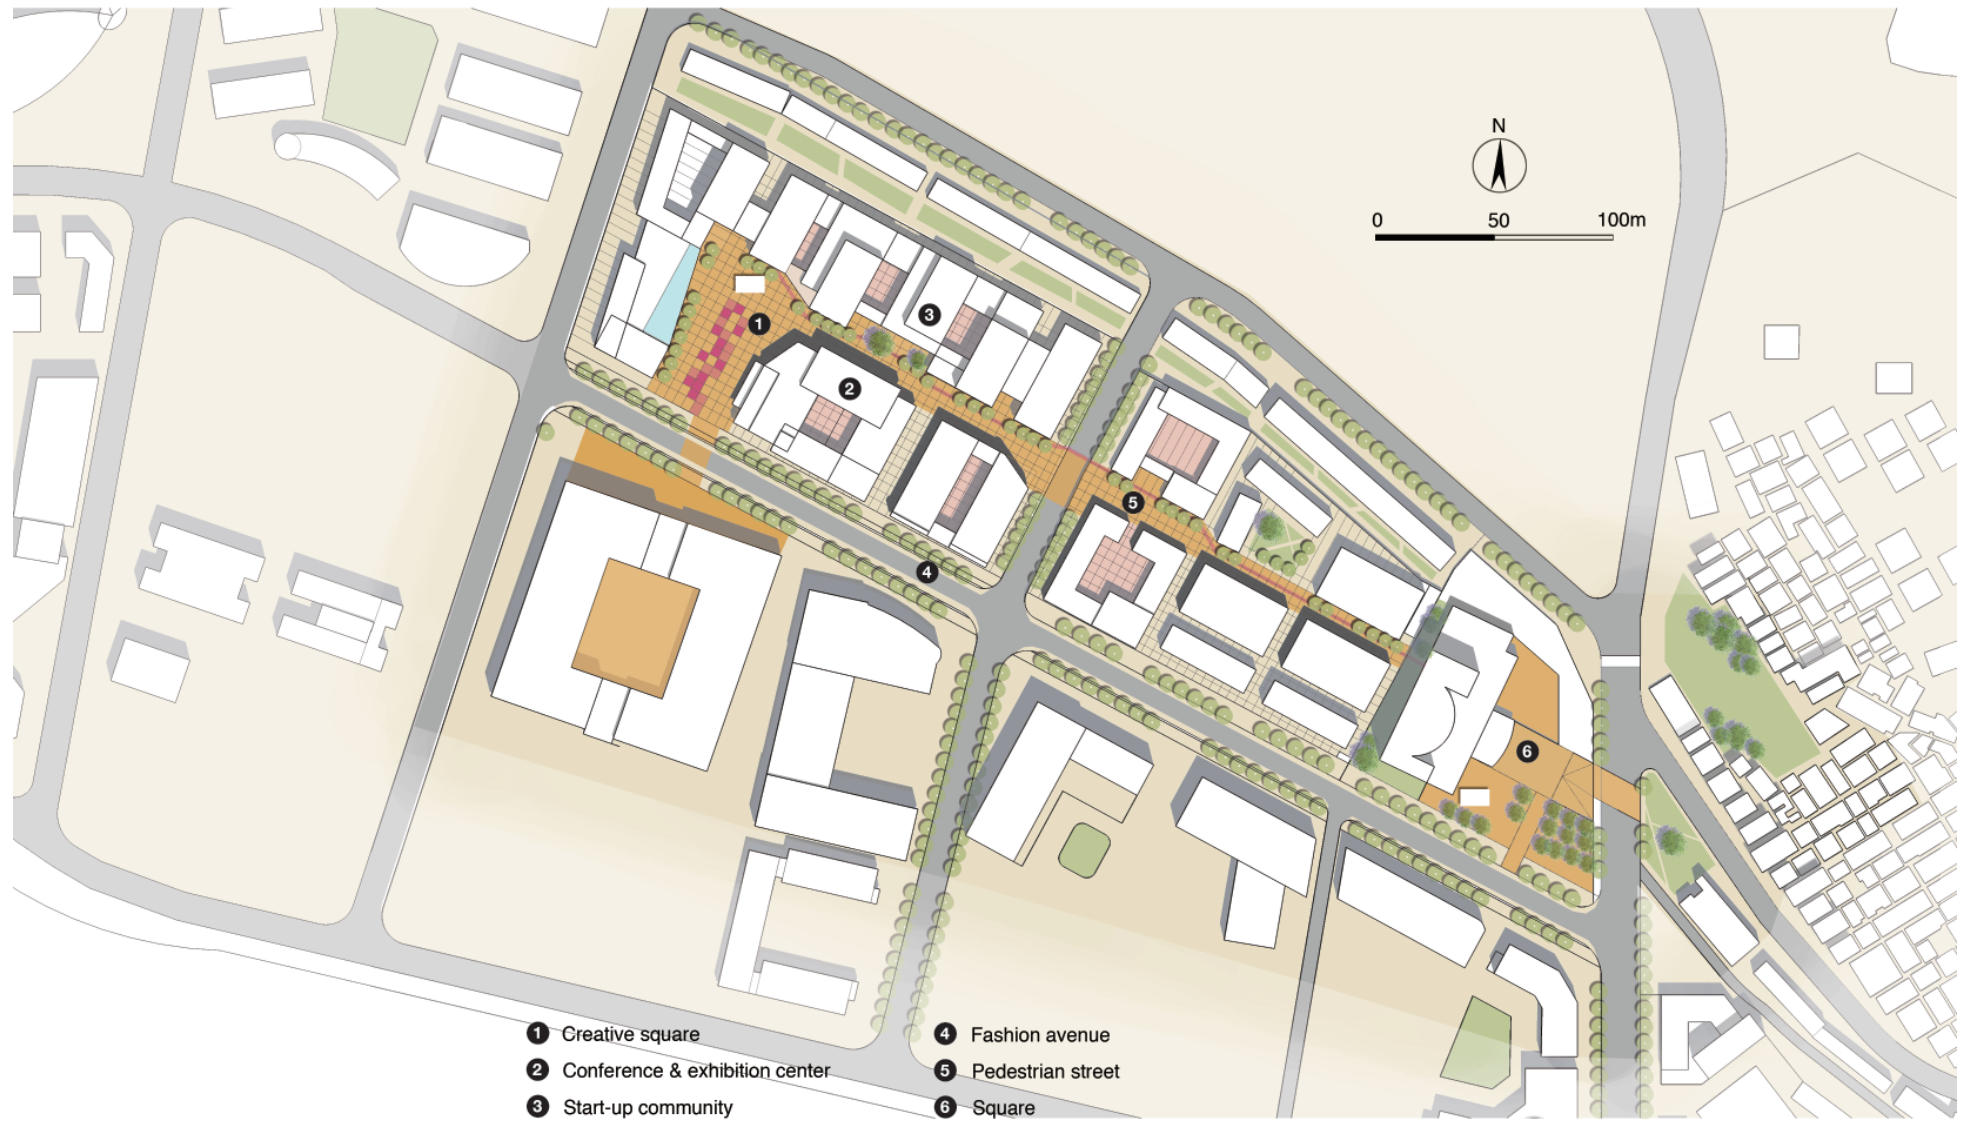 N
0 50 100m
1
2
3
4
5
6
1 Creative square
2 Conference & exhibition center
3 Start-up community
4 Fashion avenue
5 Pedestrian street
6 Square